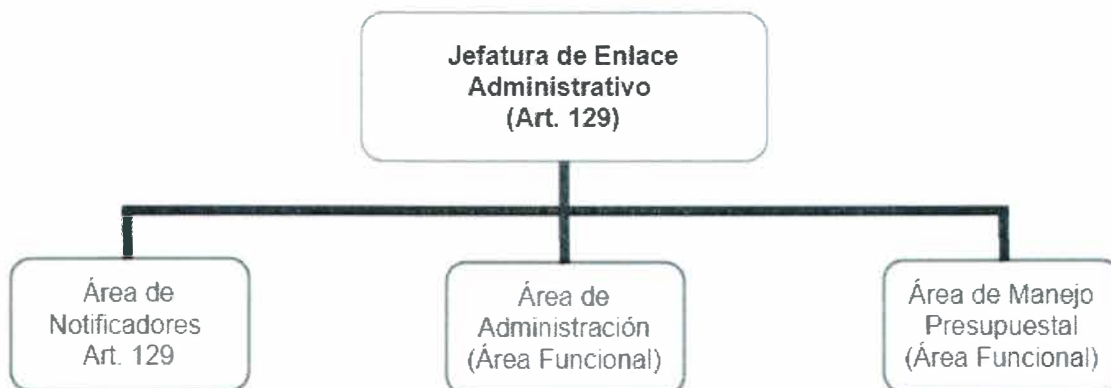 Jefatura de Enlace
Administrativo
(Art. 129)
Área de
Notificadores
Art. 129
Área de
Administración
(Área Funcional)
Área de Manejo
Presupuestal
(Área Funcional)